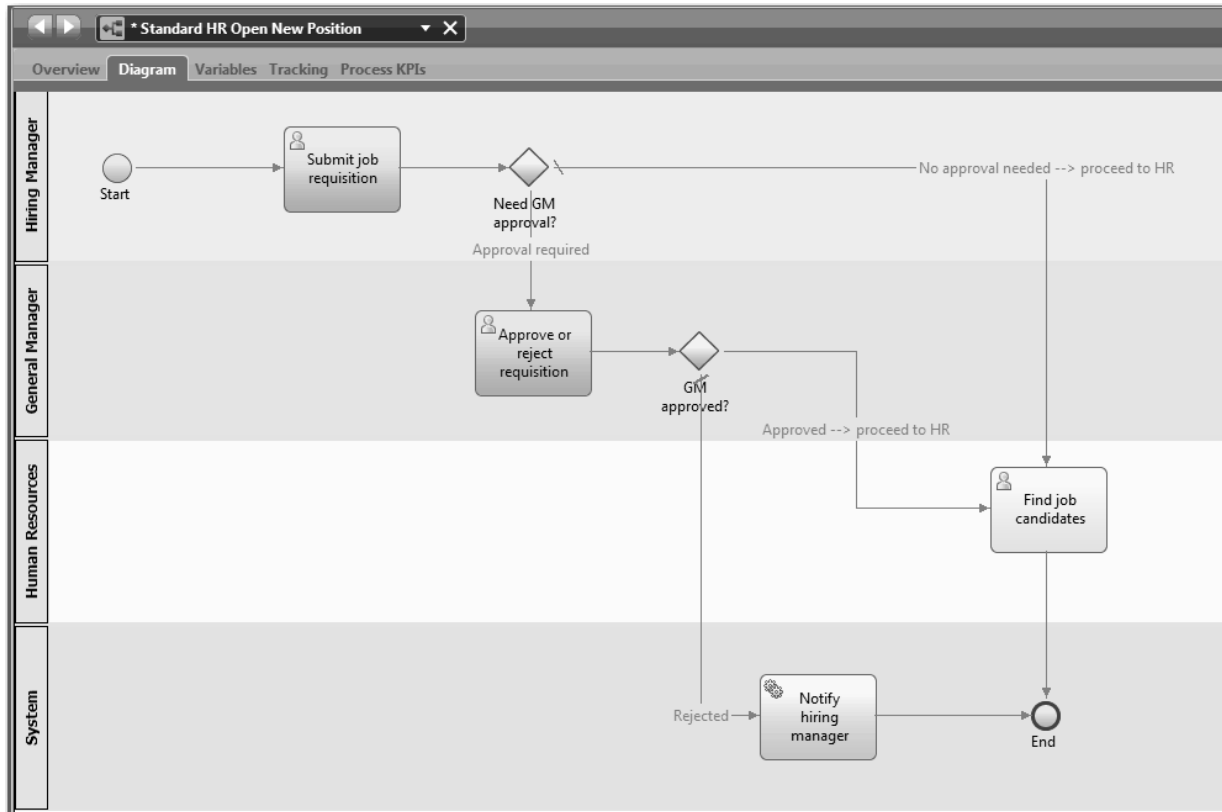 * Standard HR Open New Position
Overview Diagram Variables Tracking Process KPIs
Hiring Manager
Start
Submit job
requisition
Need GM
approval?
No approval needed --> proceed to HR
Approval required
General Manager
Approve or
reject
requisition
GM
approved?
Approved --> proceed to HR
Human Resources
Find job
candidates
System
Rejected
Notify
hiring
manager
End